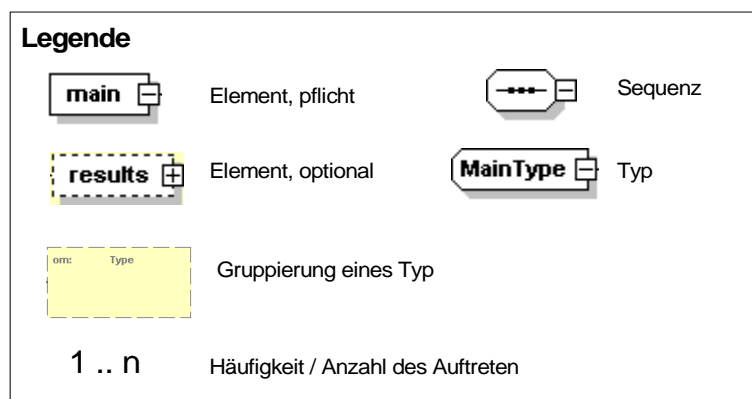 Legende
main
Element, pflicht
Sequenz
results
Element, optional
MainType
Typ
om: Type
Gruppierung eines Typ
1 .. n
Häufigkeit / Anzahl des Auftreten